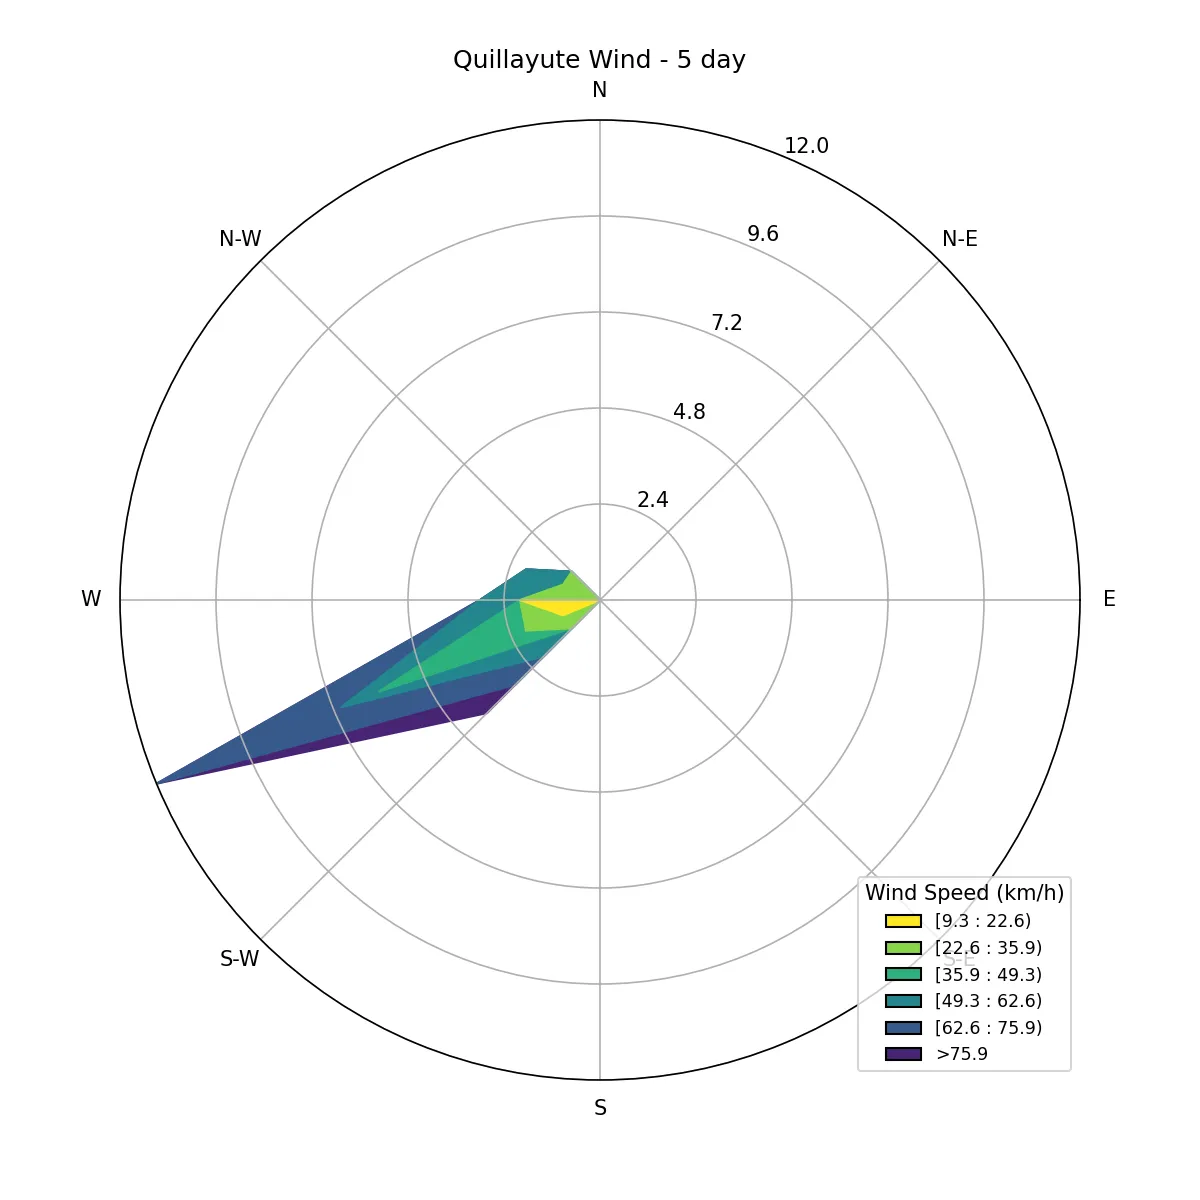 Quillayute Wind - 5 day
N
12.0
N-W
9.6
N-E
7.2
4.8
2.4
W
E
S-W
S-E
S
Wind Speed (km/h)
[9.3 : 22.6)
[22.6 : 35.9)
[35.9 : 49.3)
[49.3 : 62.6)
[62.6 : 75.9)
>75.9